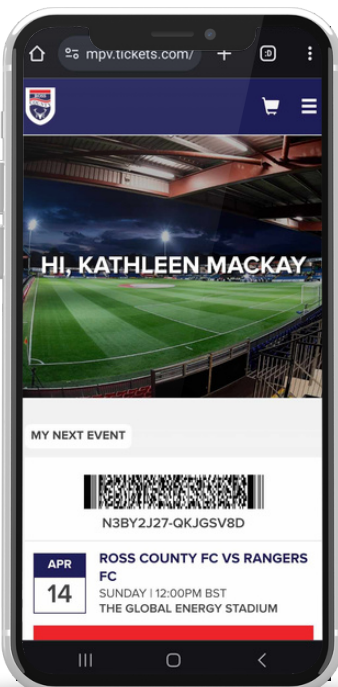 mpv.tickets.com/
:D
HI, KATHLEEN MACKAY
MY NEXT EVENT
N3BY2J27-QKJGSV8D
APR
14
ROSS COUNTY FC VS RANGERS
FC
SUNDAY | 12:00PM BST
THE GLOBAL ENERGY STADIUM